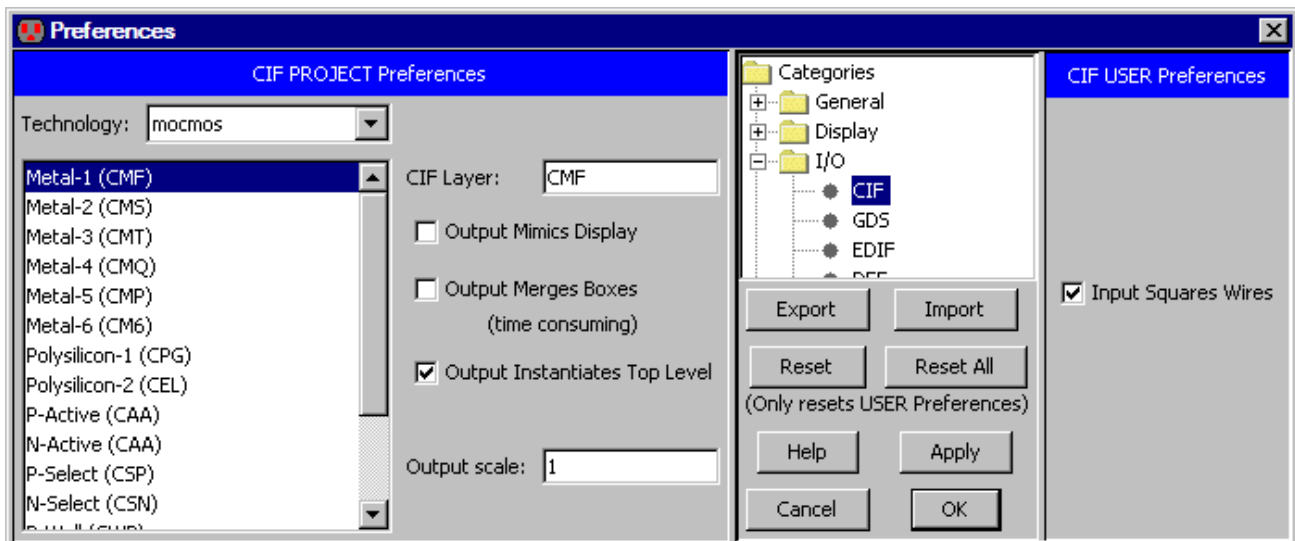 Preferences
CIF PROJECT Preferences
Technology: mocmos
Metal-1 (CMF)
Metal-2 (CMS)
Metal-3 (CMT)
Metal-4 (CMQ)
Metal-5 (CMP)
Metal-6 (CM6)
Polysilicon-1 (CPG)
Polysilicon-2 (CEL)
P-Active (CAA)
N-Active (CAA)
P-Select (CSP)
N-Select (CSN)
CIF Layer: CMF
Output Mimics Display
Output Merges Boxes
(time consuming)
Output Instantiates Top Level
Output scale: 1
Categories
General
Display
I/O
CIF
GDS
EDIF
Export Import
Reset Reset All
(Only resets USER Preferences)
Help Apply
Cancel OK
CIF USER Preferences
Input Squares Wires